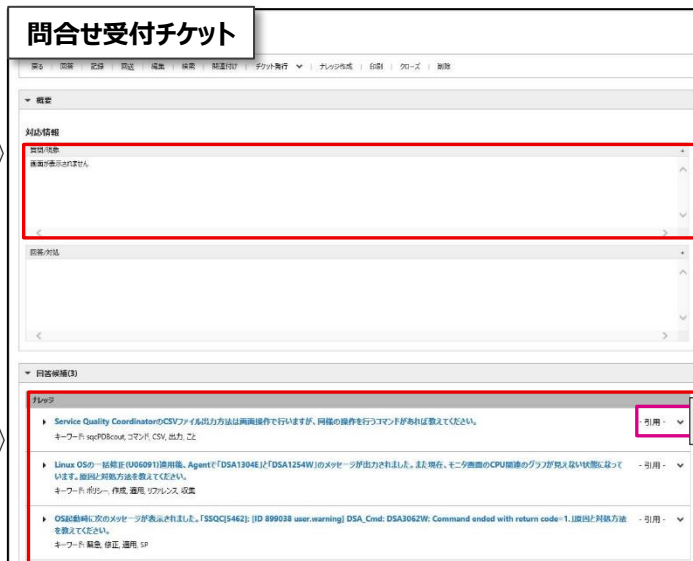 問合せ受付チケット
戻る | 回答 | 記録 | 回送 | 編集 | 検索 | 関連付け | チケット発行 | ナレッジ作成 | 印刷 | クローズ | 削除
概要
対応情報
質問/現象
画面が表示されません
回答/対処
回答候補(3)
ナレッジ
Service Quality CoordinatorのCSVファイル出力方法は画面操作で行いますが、同様の操作を行うコマンドがあれば教えてください。 - 引用 -
キーワード: sqcPDBcout, コマンド, CSV, 出力, こと
Linux OSの一括修正(U06091)適用後、Agentで「DSA1304E」と「DSA1254W」のメッセージが出力されました。また現在、モニタ画面のCPU関連のグラフが見えない状態になって - 引用 -
います。原因と対処方法を教えてください。
キーワード: ポリシー, 作成, 適用, リファレンス, 収集
OS起動時に次のメッセージが表示されました。「SSQC[5462]: [ID 899038 user.warning] DSA_Cmd: DSA3062W: Command ended with return code=1.」原因と対処方法 - 引用 -
を教えてください。
キーワード: 緊急, 修正, 適用, SP